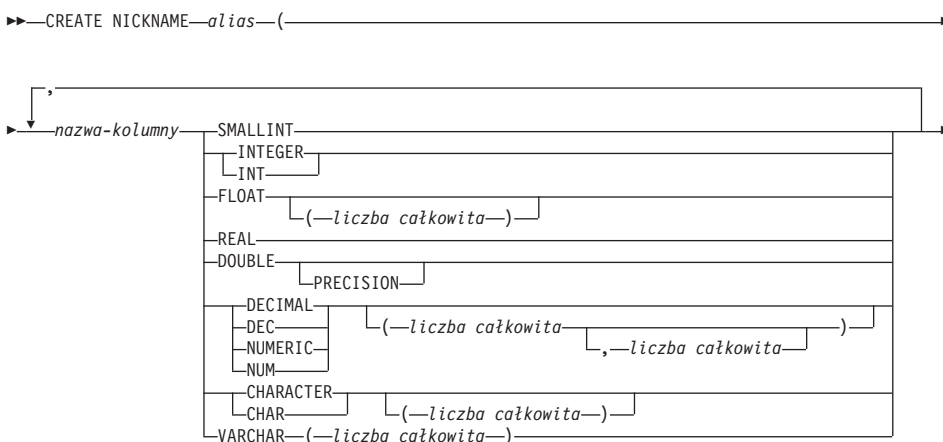 CREATE NICKNAME alias (
,
nazwa-kolumny SMALLINT
INTEGER
INT
FLOAT
( liczba całkowita )
REAL
DOUBLE
PRECISION
DECIMAL
DEC ( liczba całkowita )
NUMERIC , liczba całkowita
NUM
CHARACTER
CHAR ( liczba całkowita )
VARCHAR ( liczba całkowita )